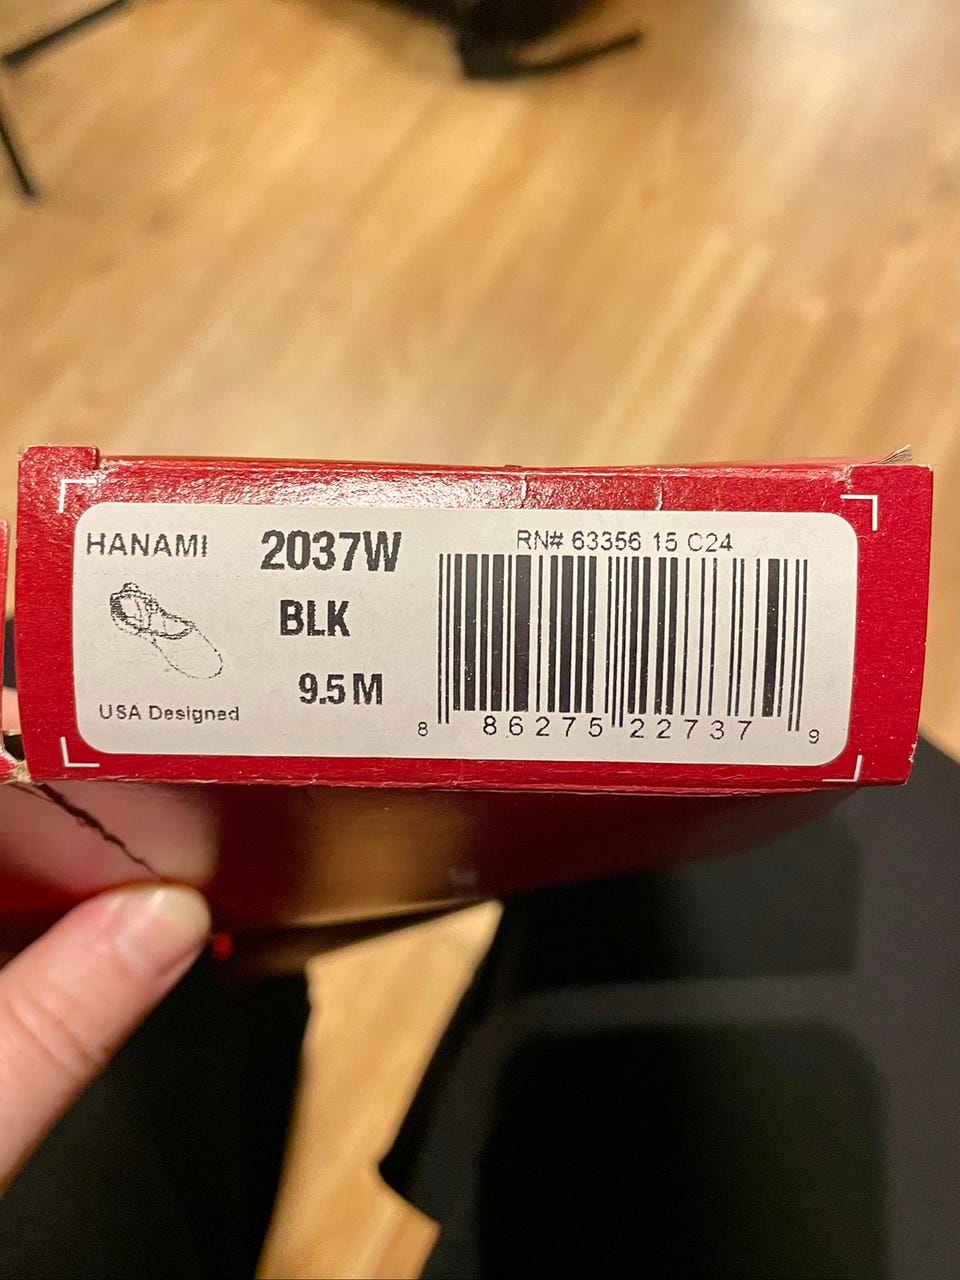 HANAMI
2037W
BLK
9.5 M
USA Designed
RN# 63356 15 C24
8 86275 22737 9